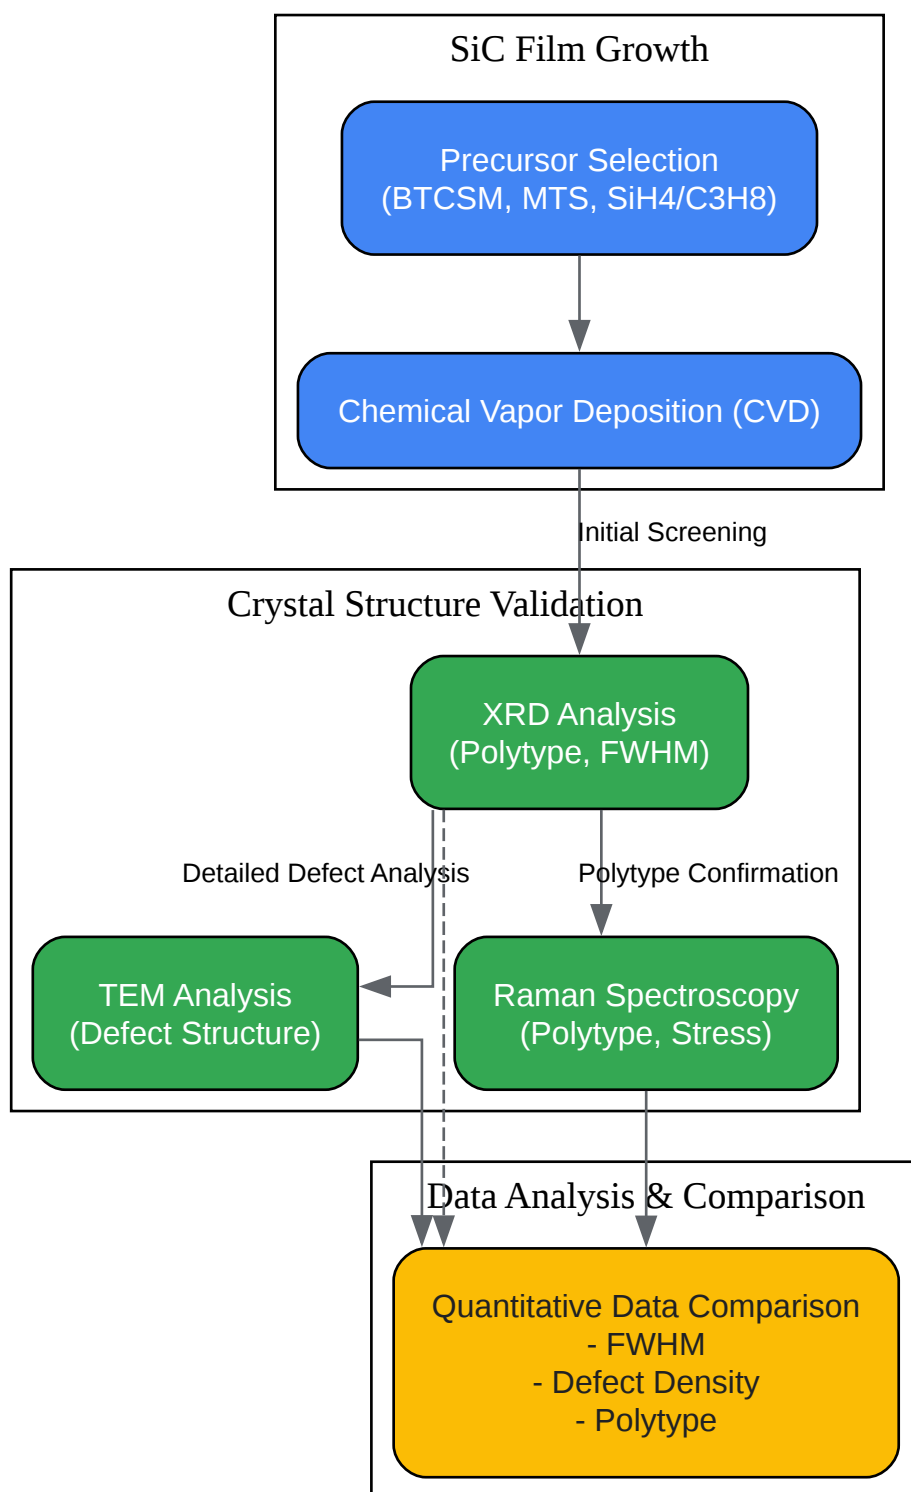 SiC Film Growth
Precursor Selection
(BTCSM, MTS, SiH4/C3H8)
Chemical Vapor Deposition (CVD)
Initial Screening
Crystal Structure Validation
XRD Analysis
(Polytype, FWHM)
Detailed Defect Analysis
Polytype Confirmation
TEM Analysis
(Defect Structure)
Raman Spectroscopy
(Polytype, Stress)
Data Analysis & Comparison
Quantitative Data Comparison
- FWHM
- Defect Density
- Polytype